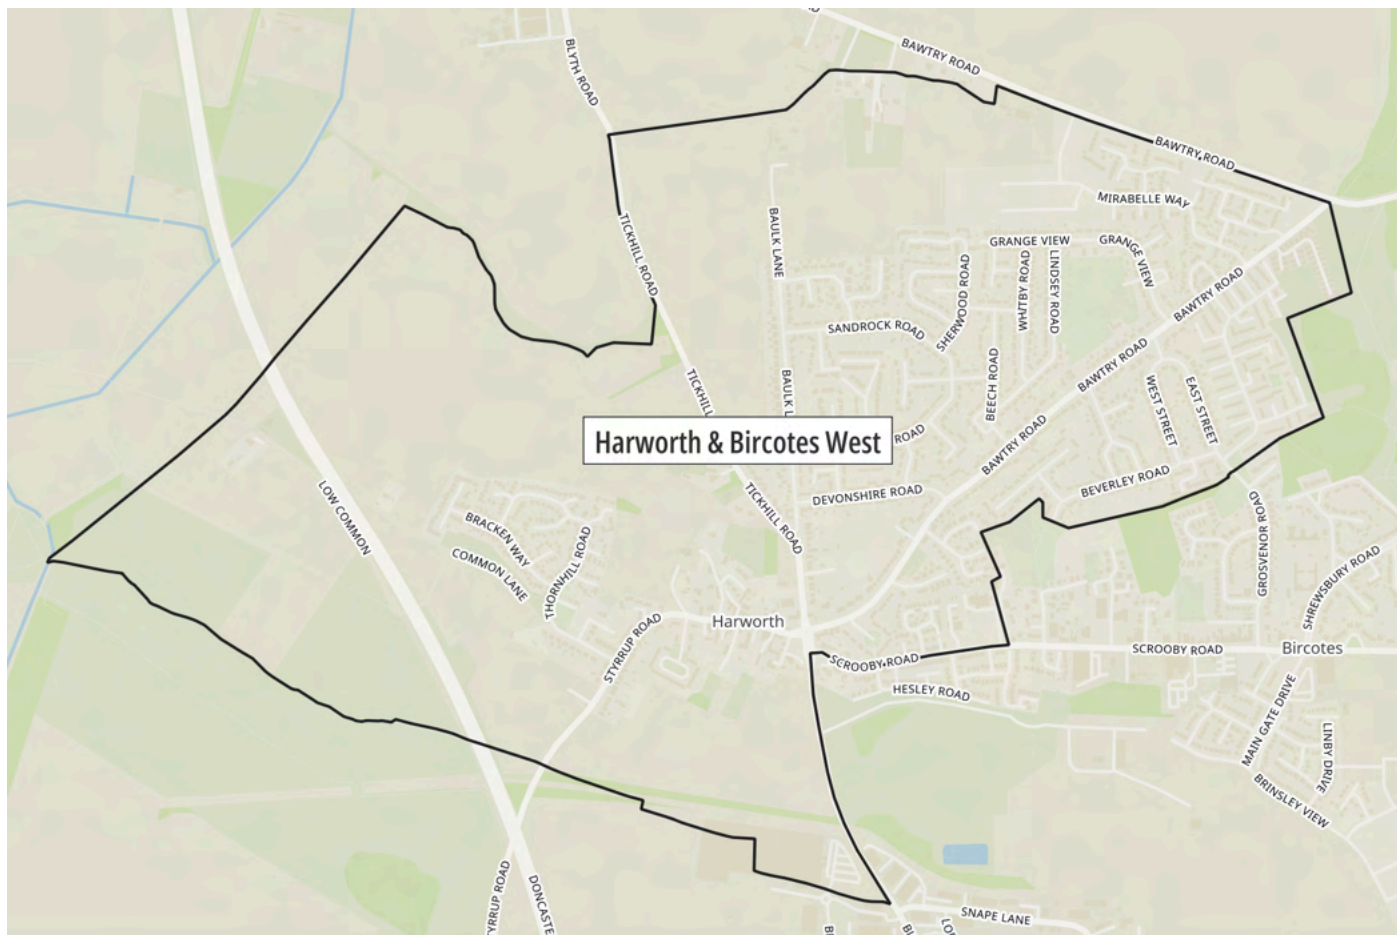 BAWTRY ROAD
BLYTH ROAD
BAWTRY ROAD
MIRABELLE WAY
TICKHILL ROAD
BAULK LANE
GRANGE VIEW
GRANGE VIEW
WHITBY ROAD
LINDSEY ROAD
SHERWOOD ROAD
BAWTRY ROAD
SANDROCK ROAD
BEECH ROAD
BAWTRY ROAD
TICKHILL
BAULK L
WEST STREET
EAST STREET
Harworth & Bircotes West
ROAD
BAWTRY ROAD
DEVONSHIRE ROAD
BEVERLEY ROAD
TICKHILL ROAD
LOW COMMON
BRACKEN WAY
COMMON LANE
THORNHILL ROAD
GROSVENOR ROAD
SHREWSBURY ROAD
Harworth
STYRRUP ROAD
SCROOBY ROAD
SCROOBY ROAD
Bircotes
HESLEY ROAD
MAIN GATE DRIVE
LINBY DRIVE
BRINSLEY VIEW
YRRUP ROAD
DONCASTE
SNAPE LANE